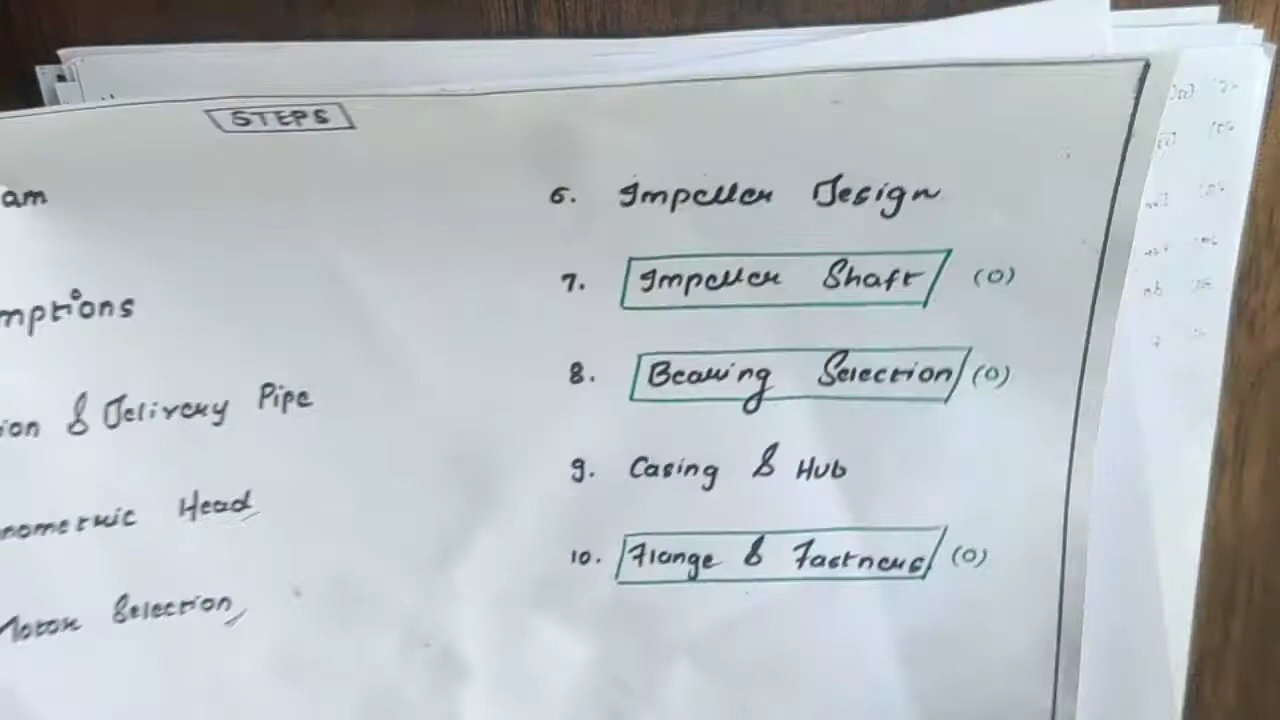 STEPS
am
mptions
ion & Delivery Pipe
nometric Head
Motor Selection
6. Impeller Design
7. Impeller Shaft (0)
8. Bearing Selection (0)
9. Casing & Hub
10. Flange & Fastners (0)